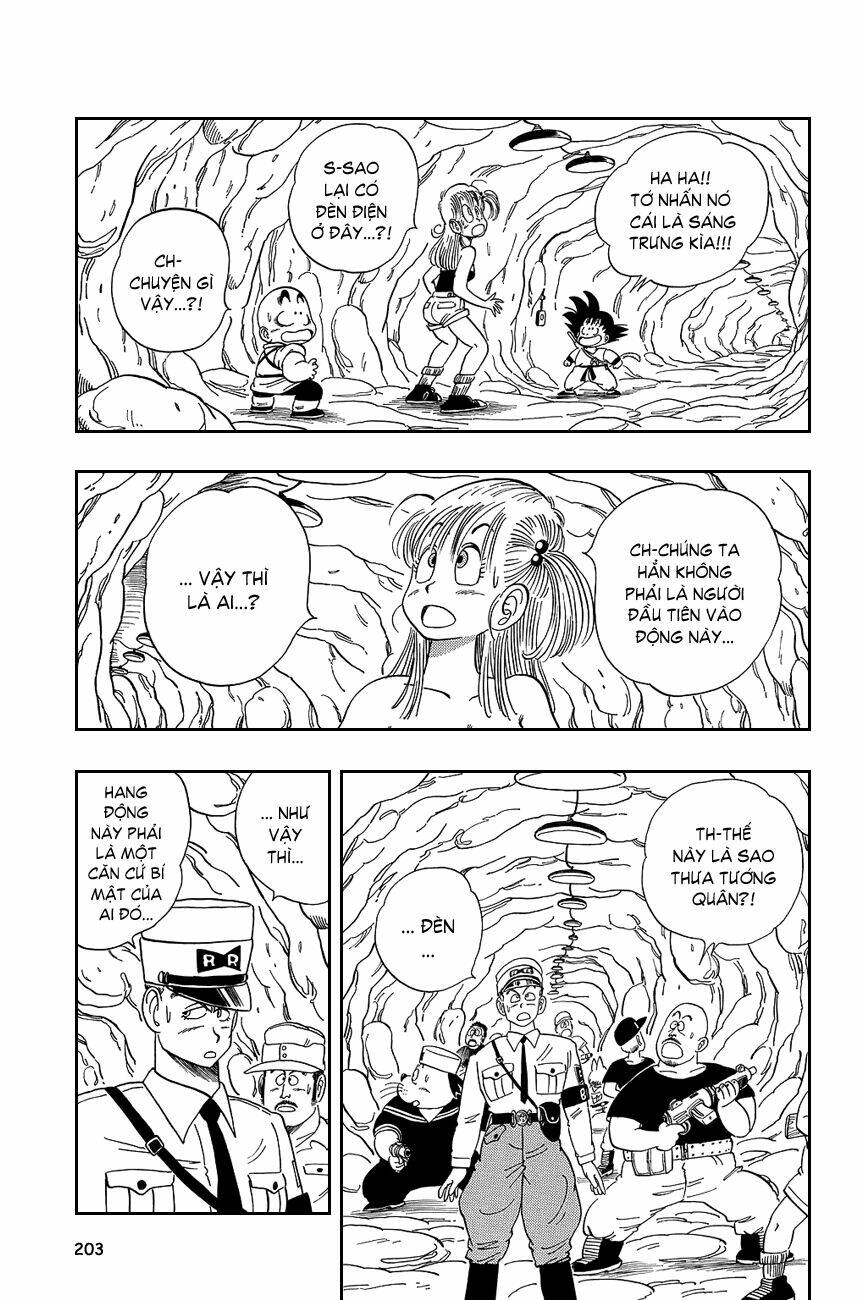 HA HA!!
TỚ NHẤN NÓ
CÁI LÀ SÁNG
TRƯNG KÌA!!!
S-SAO
LẠI CÓ
ĐÈN ĐIỆN
Ở ĐÂY...?!
CH-
CHUYỆN GÌ
VẬY...?!
CH-CHÚNG TA
HẲN KHÔNG
PHẢI LÀ NGƯỜI
ĐẦU TIÊN VÀO
ĐỘNG NÀY...
... VẬY THÌ
LÀ AI...?
TH-THẾ
NÀY LÀ SAO
THƯA TƯỚNG
QUÂN?!
... ĐÈN
...
... NHƯ
VẬY
THÌ...
HANG
ĐỘNG
NÀY PHẢI
LÀ MỘT
CĂN CỨ BÍ
MẬT CỦA
AI ĐÓ...
R R
203